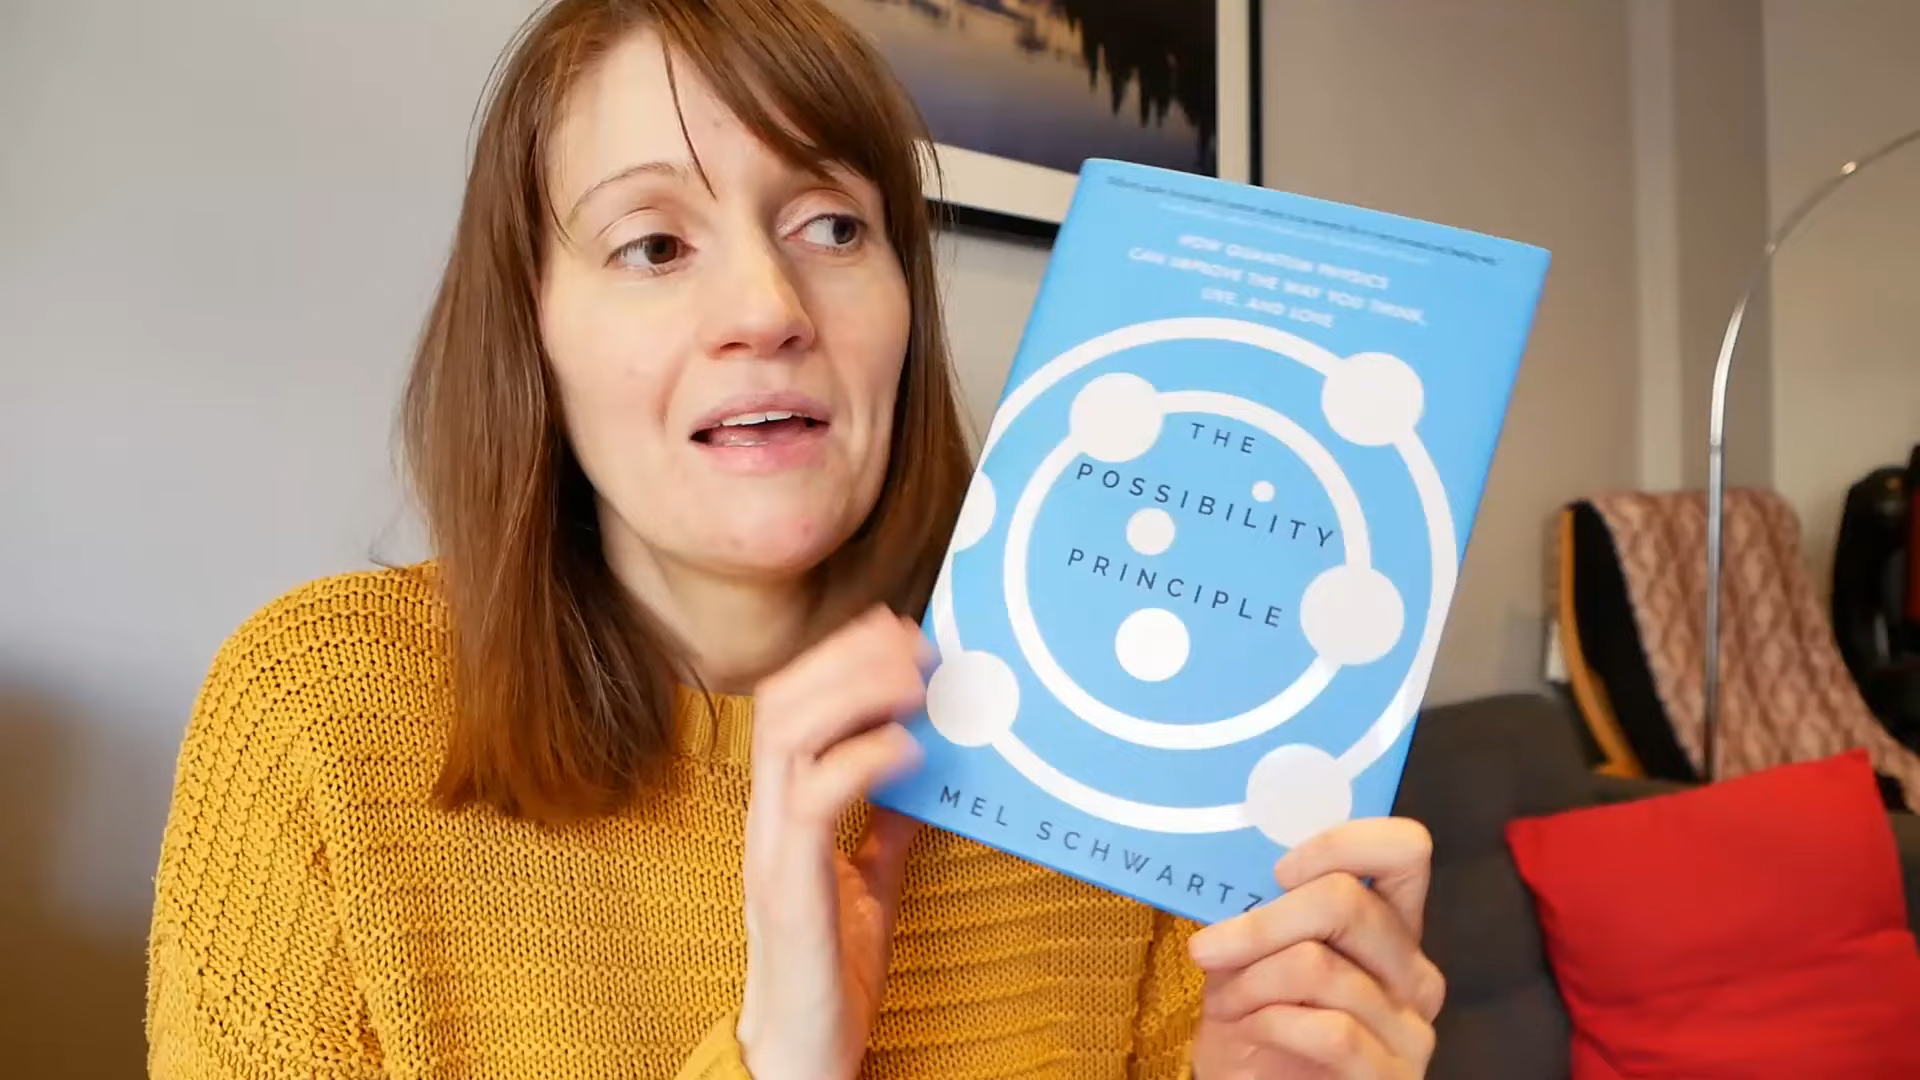 HOW QUANTUM PHYSICS
CAN IMPROVE THE WAY YOU THINK,
LIVE, AND LOVE
THE
POSSIBILITY
PRINCIPLE
MEL SCHWARTZ